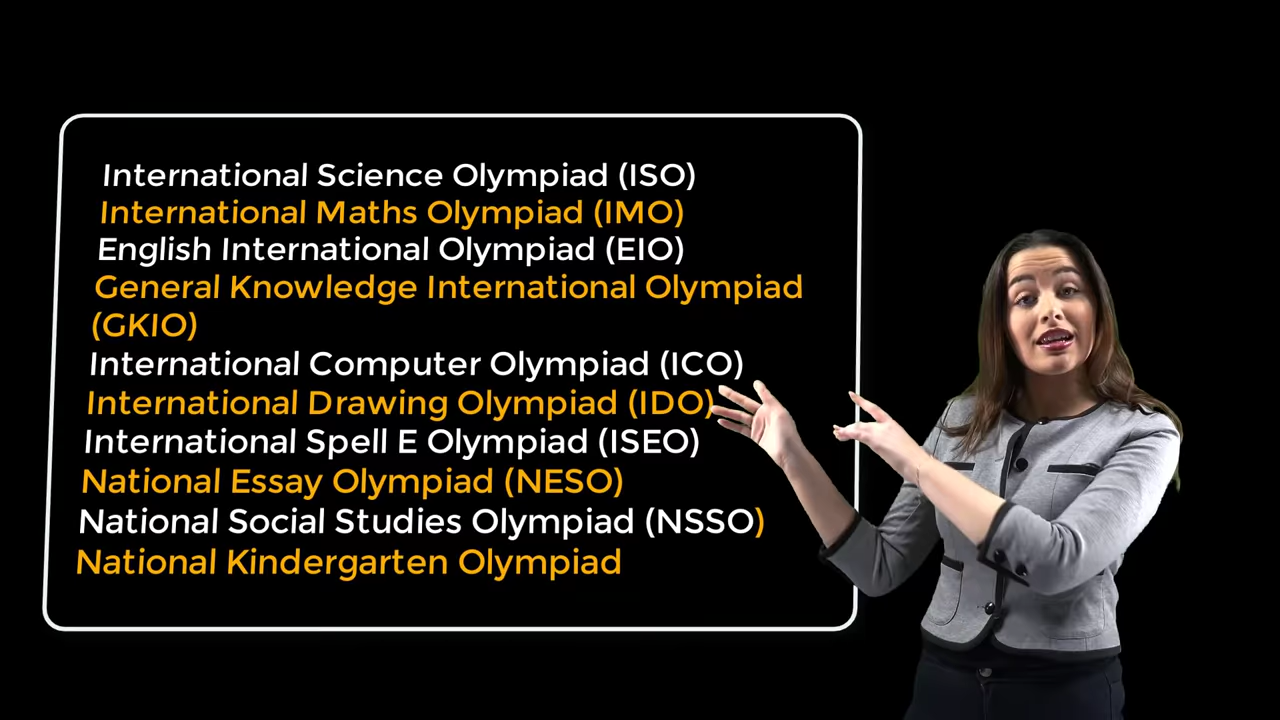 International Science Olympiad (ISO)
International Maths Olympiad (IMO)
English International Olympiad (EIO)
General Knowledge International Olympiad
(GKIO)
International Computer Olympiad (ICO)
International Drawing Olympiad (IDO)
International Spell E Olympiad (ISEO)
National Essay Olympiad (NESO)
National Social Studies Olympiad (NSSO)
National Kindergarten Olympiad